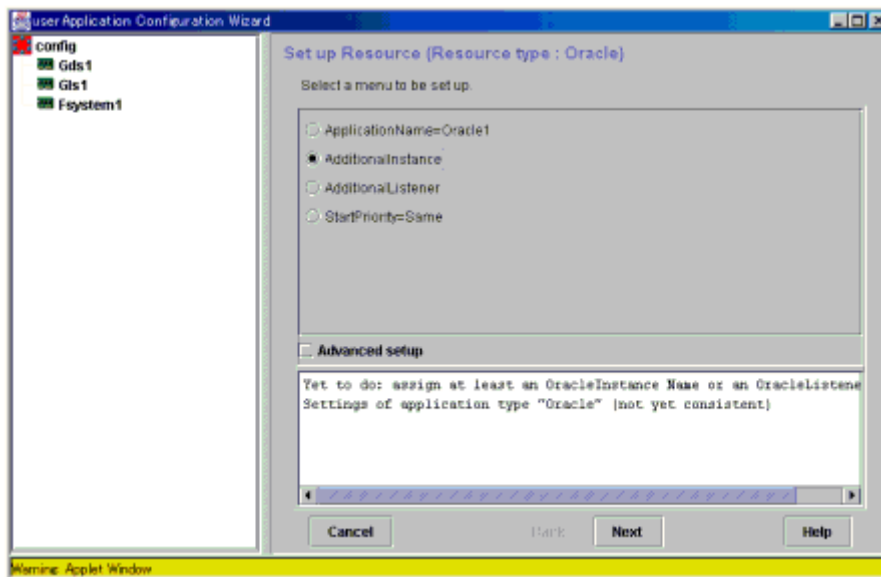 userApplication Configuration Wizard
config
Gds1
Gls1
Fsystem1
Set up Resource (Resource type : Oracle)
Select a menu to be set up.
ApplicationName=Oracle1
AdditionalInstance
AdditionalListener
StartPriority=Same
Advanced setup
Yet to do: assign at least an OracleInstance Name or an OracleListene
Settings of application type "Oracle" (not yet consistent)
Cancel
Back
Next
Help
Warning: Applet Window